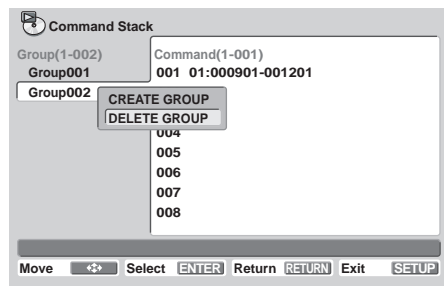 Command Stack
Group(1-002)
Command(1-001)
Group001
001 01:000901-001201
Group002
CREATE GROUP
DELETE GROUP
004
005
006
007
008
Move Select ENTER Return RETURN Exit SETUP